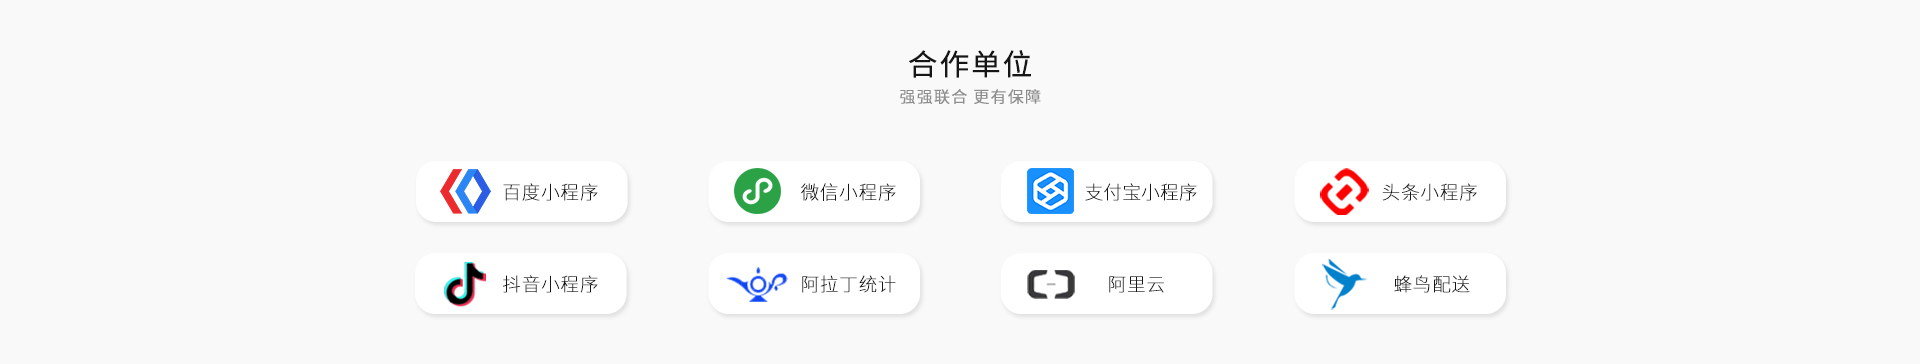 合作单位
强强联合 更有保障
百度小程序
微信小程序
支付宝小程序
头条小程序
抖音小程序
阿拉丁统计
阿里云
蜂鸟配送